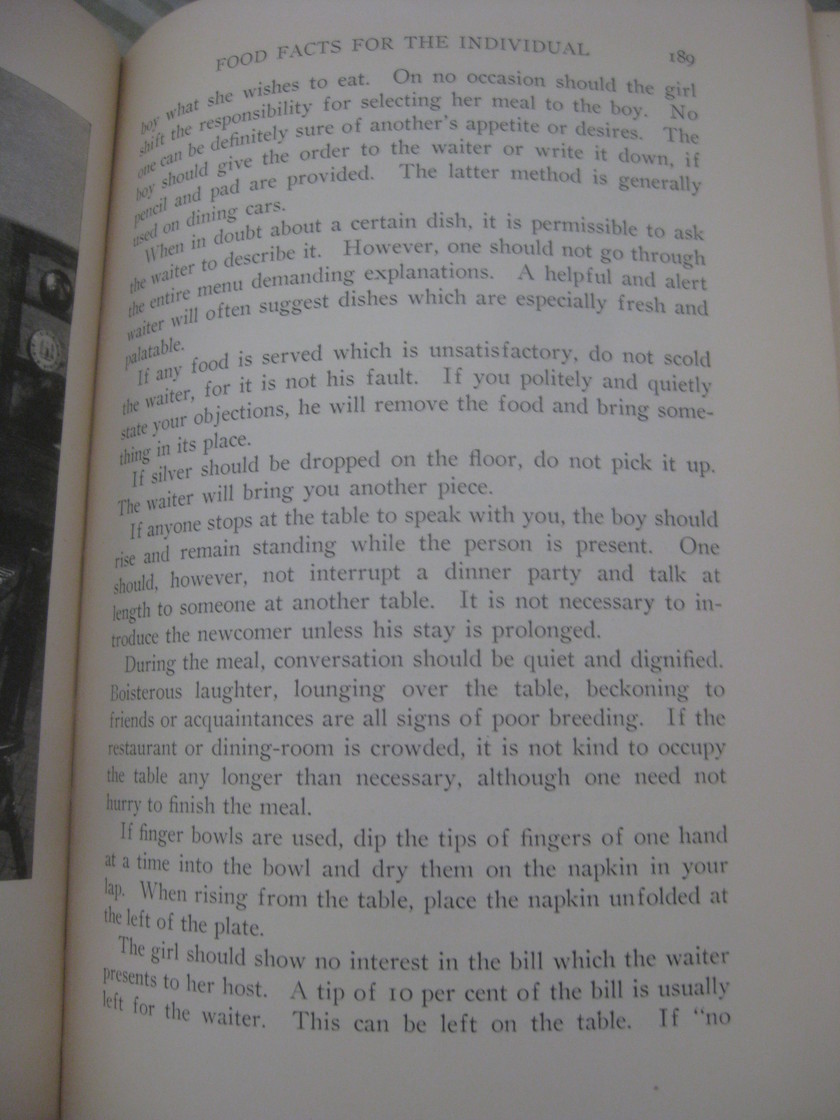 FOOD FACTS FOR THE INDIVIDUAL 189
boy what she wishes to eat. On no occasion should the girl
shift the responsibility for selecting her meal to the boy. No
one can be definitely sure of another's appetite or desires. The
boy should give the order to the waiter or write it down, if
pencil and pad are provided. The latter method is generally
used on dining cars.
When in doubt about a certain dish, it is permissible to ask
the waiter to describe it. However, one should not go through
the entire menu demanding explanations. A helpful and alert
waiter will often suggest dishes which are especially fresh and
palatable.
If any food is served which is unsatisfactory, do not scold
the waiter, for it is not his fault. If you politely and quietly
state your objections, he will remove the food and bring some-
thing in its place.
If silver should be dropped on the floor, do not pick it up.
The waiter will bring you another piece.
If anyone stops at the table to speak with you, the boy should
rise and remain standing while the person is present. One
should, however, not interrupt a dinner party and talk at
length to someone at another table. It is not necessary to in-
troduce the newcomer unless his stay is prolonged.
During the meal, conversation should be quiet and dignified.
Boisterous laughter, lounging over the table, beckoning to
friends or acquaintances are all signs of poor breeding. If the
restaurant or dining-room is crowded, it is not kind to occupy
the table any longer than necessary, although one need not
hurry to finish the meal.
If finger bowls are used, dip the tips of fingers of one hand
at a time into the bowl and dry them on the napkin in your
lap. When rising from the table, place the napkin unfolded at
the left of the plate.
The girl should show no interest in the bill which the waiter
presents to her host. A tip of 10 per cent of the bill is usually
left for the waiter. This can be left on the table. If "no